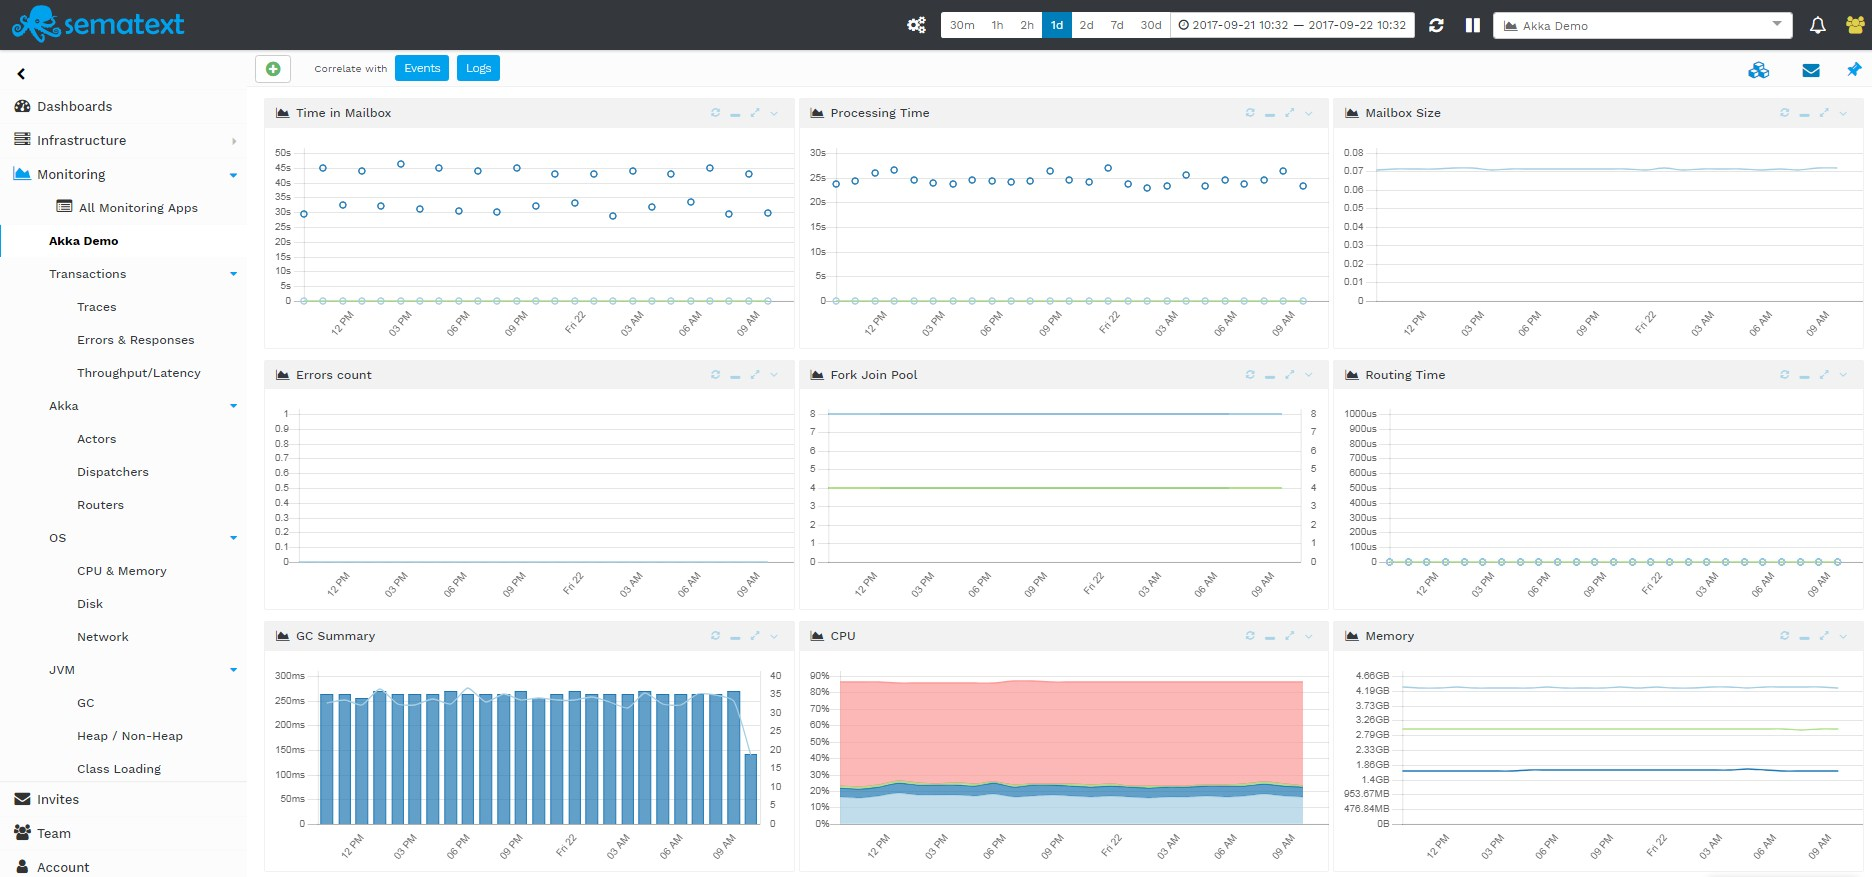 sematext
30m 1h 2h 1d 2d 7d 30d 2017-09-21 10:32 — 2017-09-22 10:32 Akka Demo
Correlate with Events Logs
Dashboards
Infrastructure
Monitoring
All Monitoring Apps
Akka Demo
Transactions
Traces
Errors & Responses
Throughput/Latency
Akka
Actors
Dispatchers
Routers
OS
CPU & Memory
Disk
Network
JVM
GC
Heap / Non-Heap
Class Loading
Invites
Team
Account
Time in Mailbox
50s
45s
40s
35s
30s
25s
20s
15s
10s
5s
0
12 PM 03 PM 06 PM 09 PM Fri 22 03 AM 06 AM 09 AM
Processing Time
30s
25s
20s
15s
10s
5s
0
12 PM 03 PM 06 PM 09 PM Fri 22 03 AM 06 AM 09 AM
Mailbox Size
0.08
0.07
0.06
0.05
0.04
0.03
0.02
0.01
0
12 PM 03 PM 06 PM 09 PM Fri 22 03 AM 06 AM 09 AM
Errors count
1
0.9
0.8
0.7
0.6
0.5
0.4
0.3
0.2
0.1
0
12 PM 03 PM 06 PM 09 PM Fri 22 03 AM 06 AM 09 AM
Fork Join Pool
8 8
7 7
6 6
5 5
4 4
3 3
2 2
1 1
0 0
12 PM 03 PM 06 PM 09 PM Fri 22 03 AM 06 AM 09 AM
Routing Time
1000us
900us
800us
700us
600us
500us
400us
300us
200us
100us
0
12 PM 03 PM 06 PM 09 PM Fri 22 03 AM 06 AM 09 AM
GC Summary
300ms 40
35
250ms
30
200ms
25
150ms 20
15
100ms
10
50ms
5
0 0
12 PM 03 PM 06 PM 09 PM Fri 22 03 AM 06 AM 09 AM
CPU
90%
80%
70%
60%
50%
40%
30%
20%
10%
0%
12 PM 03 PM 06 PM 09 PM Fri 22 03 AM 06 AM 09 AM
Memory
4.66GB
4.19GB
3.73GB
3.26GB
2.79GB
2.33GB
1.86GB
1.4GB
953.67MB
476.84MB
0B
12 PM 03 PM 06 PM 09 PM Fri 22 03 AM 06 AM 09 AM